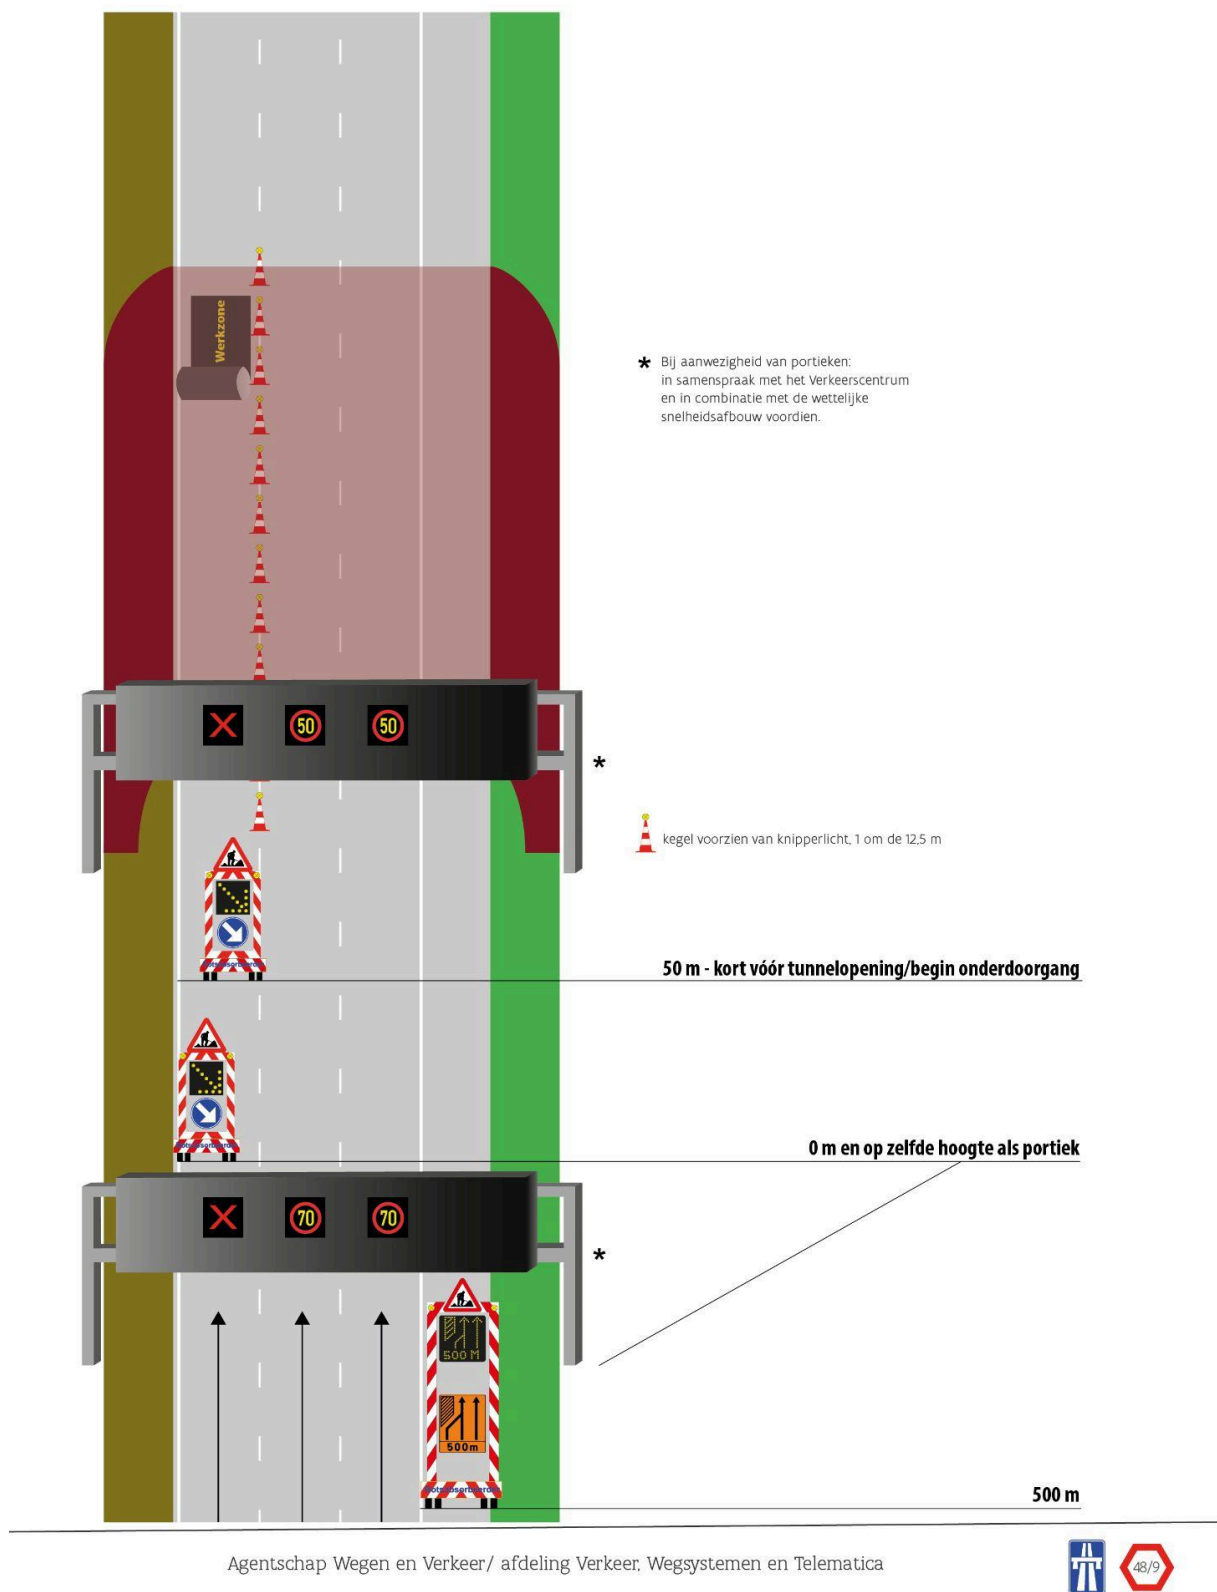 Werkzone
* Bij aanwezigheid van portieken:
in samenspraak met het Verkeerscentrum
en in combinatie met de wettelijke
snelheidsafbouw voordien.
X 50 50
*
kegel voorzien van knipperlicht, 1 om de 12,5 m
50 m - kort vóór tunnelopening/begin onderdoorgang
0 m en op zelfde hoogte als portiek
X 70 70
*
500 M
500m
500 m
Agentschap Wegen en Verkeer/ afdeling Verkeer, Wegsystemen en Telematica
48/9